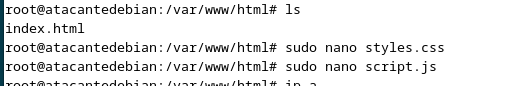 root@atacantedebian:/var/www/html# ls
index.html
root@atacantedebian:/var/www/html# sudo nano styles.css
root@atacantedebian:/var/www/html# sudo nano script.js
root@atacantedebian:/var/www/html# ip a